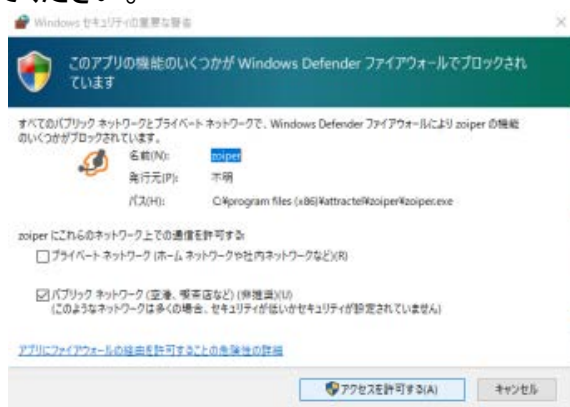 ください。
Windows セキュリティの重要な警告
このアプリの機能のいくつかが Windows Defender ファイアウォールでブロックされ
ています
すべてのパブリック ネットワークとプライベート ネットワークで、Windows Defender ファイアウォールにより zoiper の機能
のいくつかがブロックされています。
名前(N): zoiper
発行元(P): 不明
パス(H): C:¥program files (x86)¥attractel¥zoiper¥zoiper.exe
zoiper にこれらのネットワーク上での通信を許可する:
プライベート ネットワーク (ホーム ネットワークや社内ネットワークなど)(R)
パブリック ネットワーク (空港、喫茶店など) (非推奨)(U)
(このようなネットワークは多くの場合、セキュリティが低いかセキュリティが設定されていません)
アプリにファイアウォールの経由を許可することの危険性の詳細
アクセスを許可する(A) キャンセル